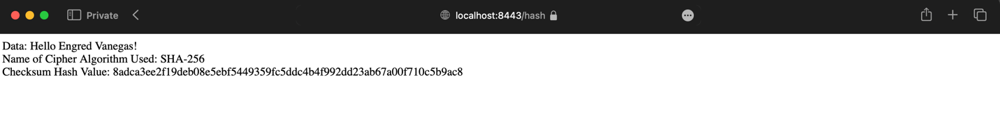 Private
localhost:8443/hash
Data: Hello Engred Vanegas!
Name of Cipher Algorithm Used: SHA-256
Checksum Hash Value: 8adca3ee2f19deb08e5ebf5449359fc5ddc4b4f992dd23ab67a00f710c5b9ac8